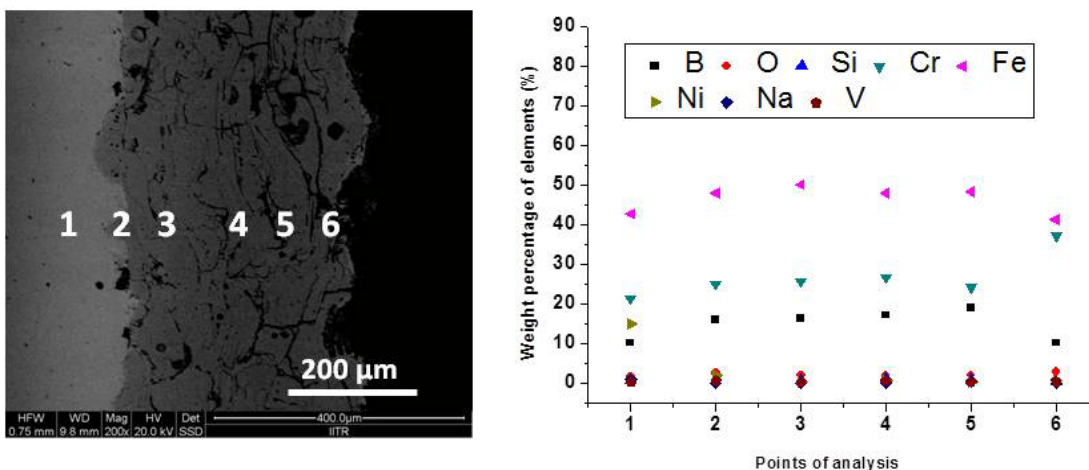 1 2 3 4 5 6
200 µm
HFW WD Mag HV Det
0.75 mm 9.8 mm 200x 20.0 kV SSD
400.0µm
IITR
Weight percentage of elements (%)
90
80
70
60
50
40
30
20
10
0
B O Si Cr Fe
Ni Na V
1 2 3 4 5 6
Points of analysis